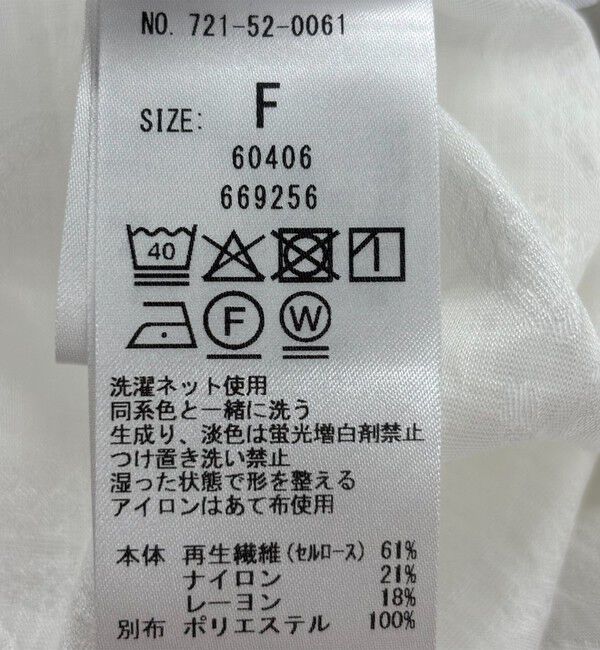 NO. 721-52-0061
SIZE: F
60406
669256
40
F W
洗濯ネット使用
同系色と一緒に洗う
生成り、淡色は蛍光増白剤禁止
つけ置き洗い禁止
湿った状態で形を整える
アイロンはあて布使用
本体 再生繊維(セルロース) 61%
ナイロン 21%
レーヨン 18%
別布 ポリエステル 100%